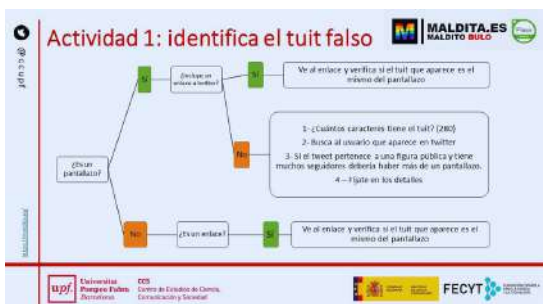 Actividad 1: identifica el tuit falso
MALDITA.ES
MALDITO BULO
@ccupf
Sí
Sí
Ve al enlace y verifica si el tuit que aparece es el
mismo del pantallazo
¿Es un
pantallazo?
No
1- ¿Cuántos caracteres tiene el tuit? (280)
2- Busca al usuario que aparece en Twitter
3- Si el tweet pertenece a una figura pública y tiene
muchos seguidores debería haber más de un pantallazo.
4 – Fíjate en los detalles
No
¿Es un enlace?
Sí
Ve al enlace y verifica si el tuit que aparece es el
mismo del pantallazo
upf.
Universitat
Pompeu Fabra
Barcelona
CCS
Centro de Estudios de Ciencia,
Comunicación y Sociedad
FECYT